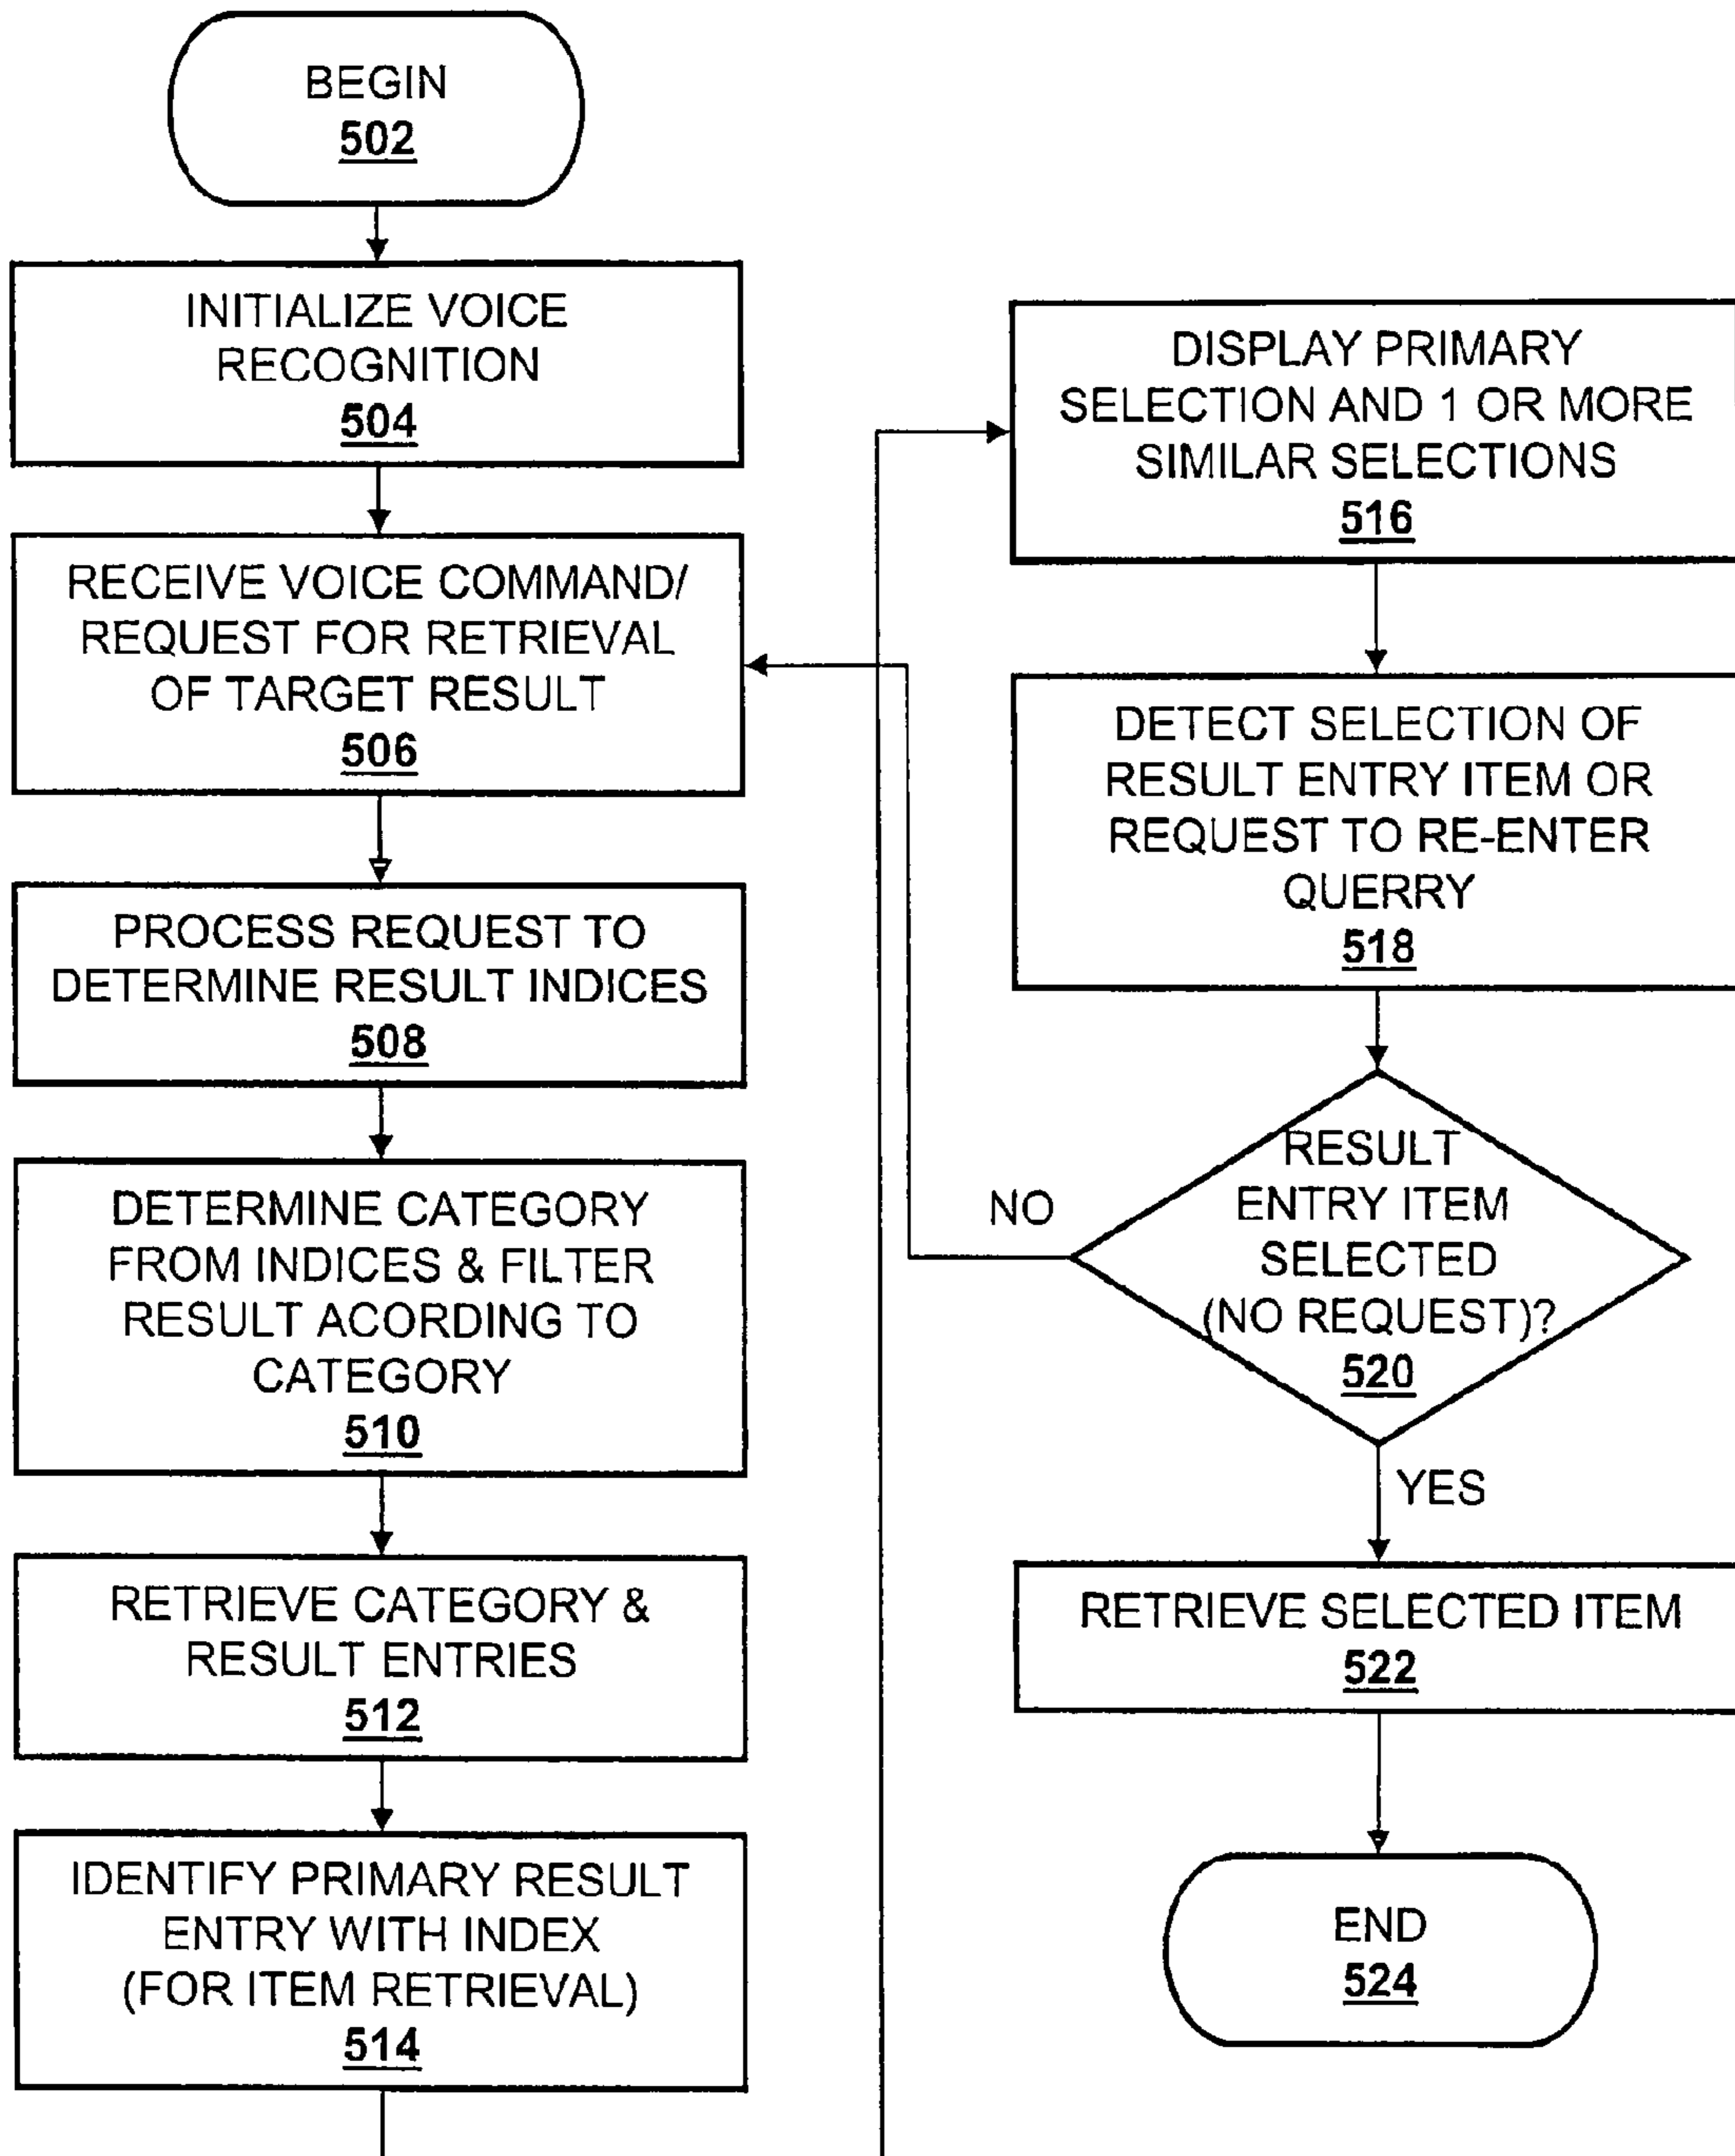 BEGIN
502
INITIALIZE VOICE
RECOGNITION
504
RECEIVE VOICE COMMAND/
REQUEST FOR RETRIEVAL
OF TARGET RESULT
506
PROCESS REQUEST TO
DETERMINE RESULT INDICES
508
DETERMINE CATEGORY
FROM INDICES & FILTER
RESULT ACORDING TO
CATEGORY
510
RETRIEVE CATEGORY &
RESULT ENTRIES
512
IDENTIFY PRIMARY RESULT
ENTRY WITH INDEX
(FOR ITEM RETRIEVAL)
514
DISPLAY PRIMARY
SELECTION AND 1 OR MORE
SIMILAR SELECTIONS
516
DETECT SELECTION OF
RESULT ENTRY ITEM OR
REQUEST TO RE-ENTER
QUERRY
518
RESULT
ENTRY ITEM
SELECTED
(NO REQUEST)?
520
NO
YES
RETRIEVE SELECTED ITEM
522
END
524